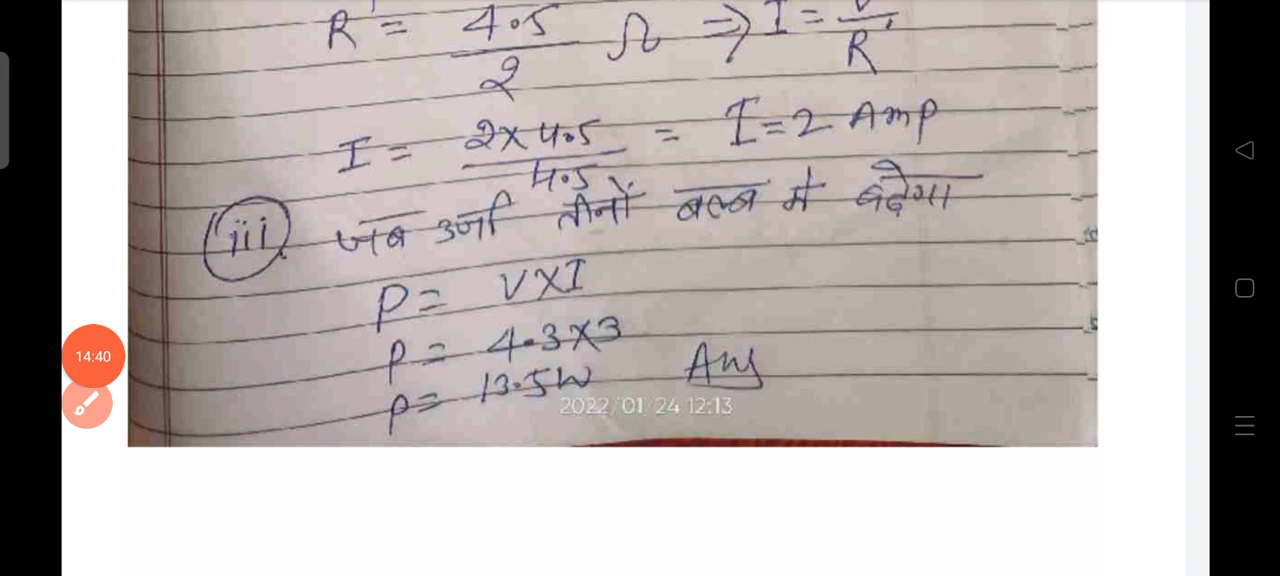 R = 4.5/2 Ω ⇒ I = V/R
I = 2×4.5/4.5 = I=2 Amp
(iii). जब उर्जा तीनों बल्ब में बढ़ेगा
P = V×I
P = 4.3×3
P = 13.5W Ans
14:40
2022/01/24 12:13